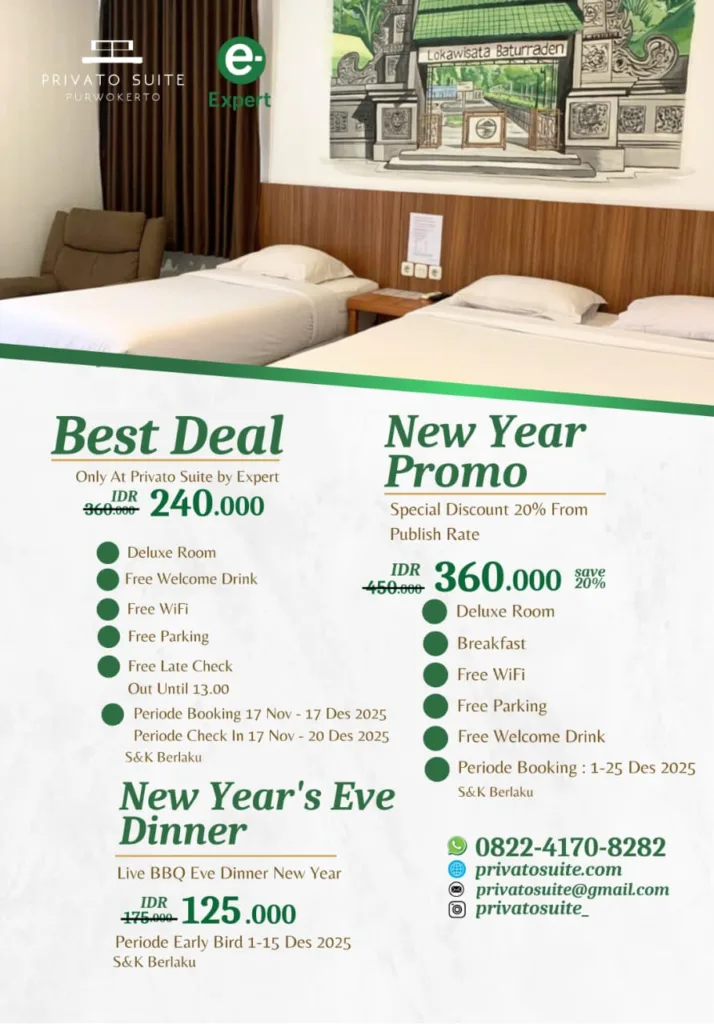 PRIVATO SUITE
PURWOKERTO
e-
Expert
Lokawisata Baturraden
Best Deal
Only At Privato Suite by Expert
IDR
360.000 240.000
Deluxe Room
Free Welcome Drink
Free WiFi
Free Parking
Free Late Check
Out Until 13.00
Periode Booking 17 Nov - 17 Des 2025
Periode Check In 17 Nov - 20 Des 2025
S&K Berlaku
New Year
Promo
Special Discount 20% From
Publish Rate
IDR
450.000 360.000 save
20%
Deluxe Room
Breakfast
Free WiFi
Free Parking
Free Welcome Drink
Periode Booking : 1-25 Des 2025
S&K Berlaku
New Year's Eve
Dinner
Live BBQ Eve Dinner New Year
IDR
175.000 125.000
Periode Early Bird 1-15 Des 2025
S&K Berlaku
0822-4170-8282
privatosuite.com
privatosuite@gmail.com
privatosuite_